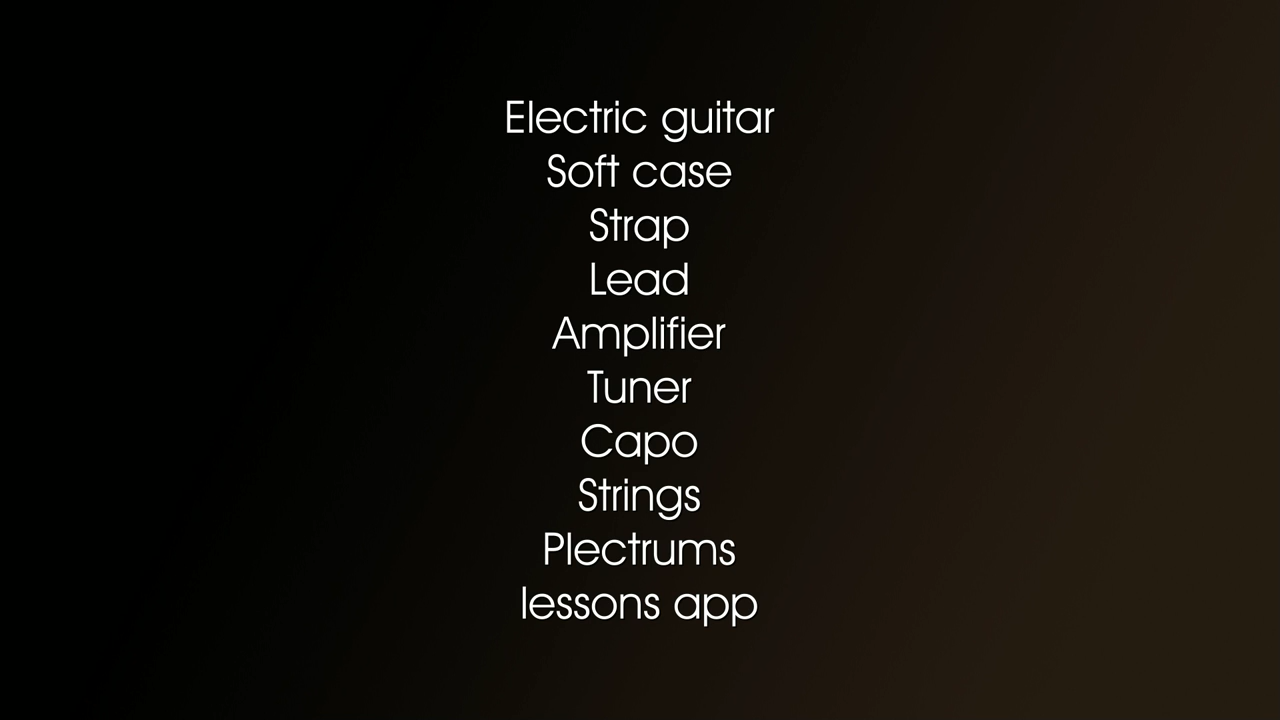 Electric guitar
Soft case
Strap
Lead
Amplifier
Tuner
Capo
Strings
Plectrums
lessons app